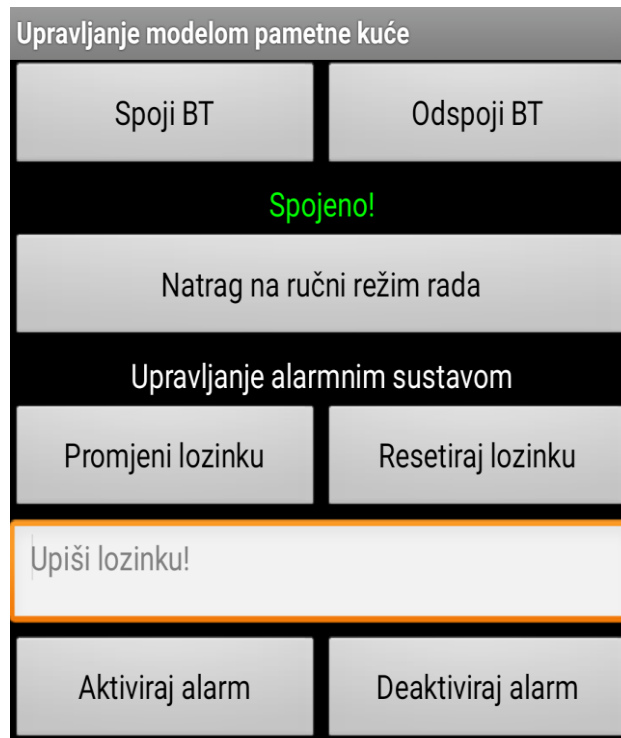 Upravljanje modelom pametne kuće
Spoji BT Odspoji BT
Spojeno!
Natrag na ručni režim rada
Upravljanje alarmnim sustavom
Promjeni lozinku Resetiraj lozinku
Upiši lozinku!
Aktiviraj alarm Deaktiviraj alarm